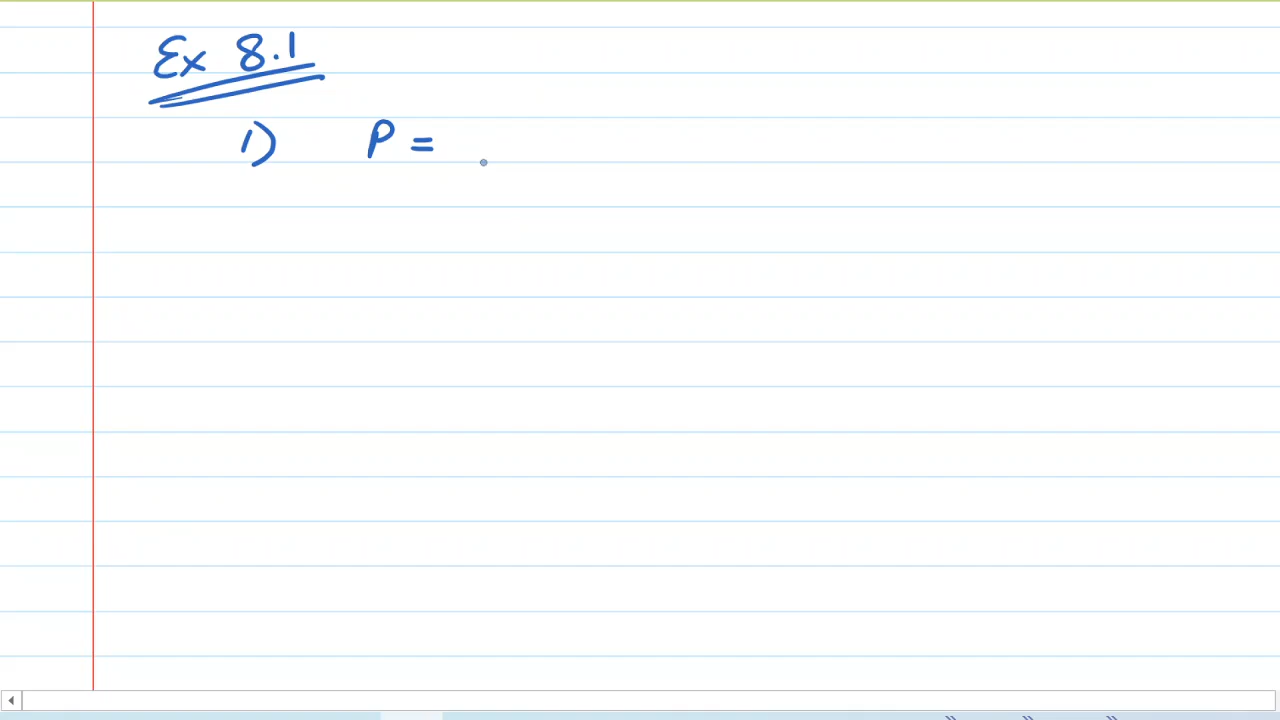 Ex 8.1
1) P =